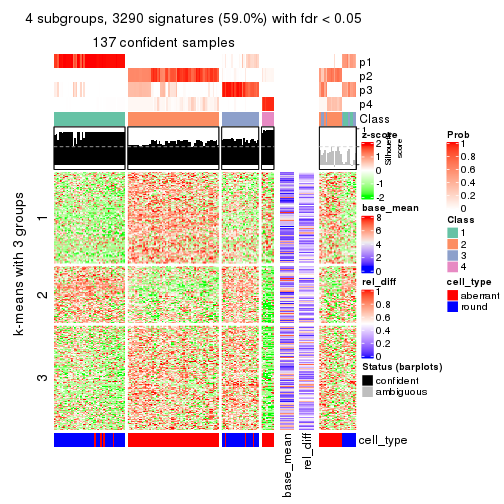 4 subgroups, 3290 signatures (59.0%) with fdr < 0.05
137 confident samples
p1
p2
p3
p4
Class
1
Silhouette
score
z-score
2
1
0
-1
-2
base_mean
8
6
4
2
0
rel_diff
1
0.8
0.6
0.4
0.2
0
Status (barplots)
confident
ambiguous
Prob
1
0.8
0.6
0.4
0.2
0
Class
1
2
3
4
cell_type
aberrant
round
k-means with 3 groups
1
2
3
cell_type
base_mean
rel_diff